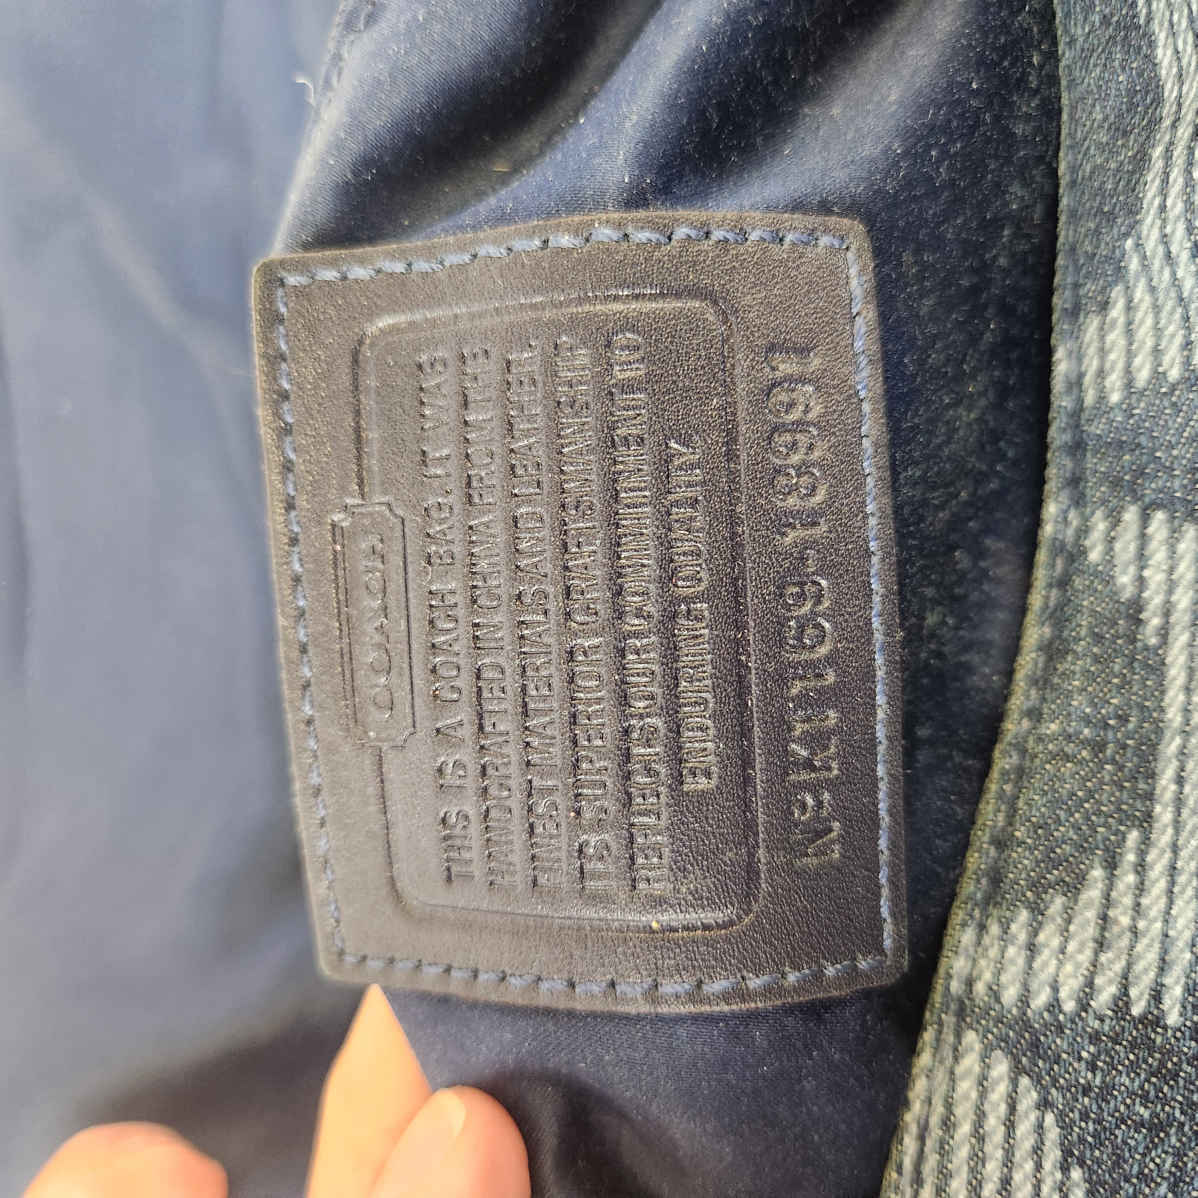 COACH
THIS IS A COACH BAG. IT WAS
HANDCRAFTED IN CHINA FROM THE
FINEST MATERIALS AND LEATHER.
ITS SUPERIOR CRAFTSMANSHIP
REFLECTS OUR COMMITMENT TO
ENDURING QUALITY
Nº K1169-18991